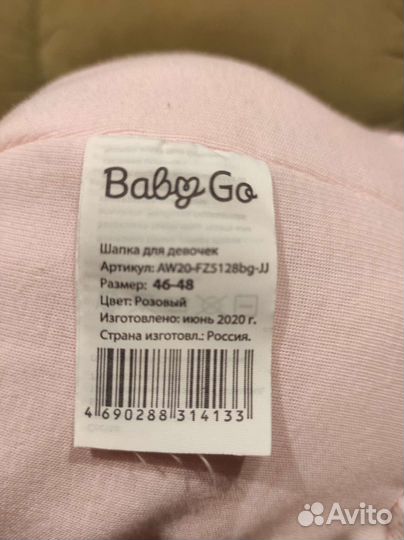 Baby Go
Шапка для девочек
Артикул: AW20-FZ5128bg-JJ
Размер: 46-48
Цвет: Розовый
Изготовлено: июнь 2020 г.
Страна изготовл.: Россия.
4 690288 314133
Avito